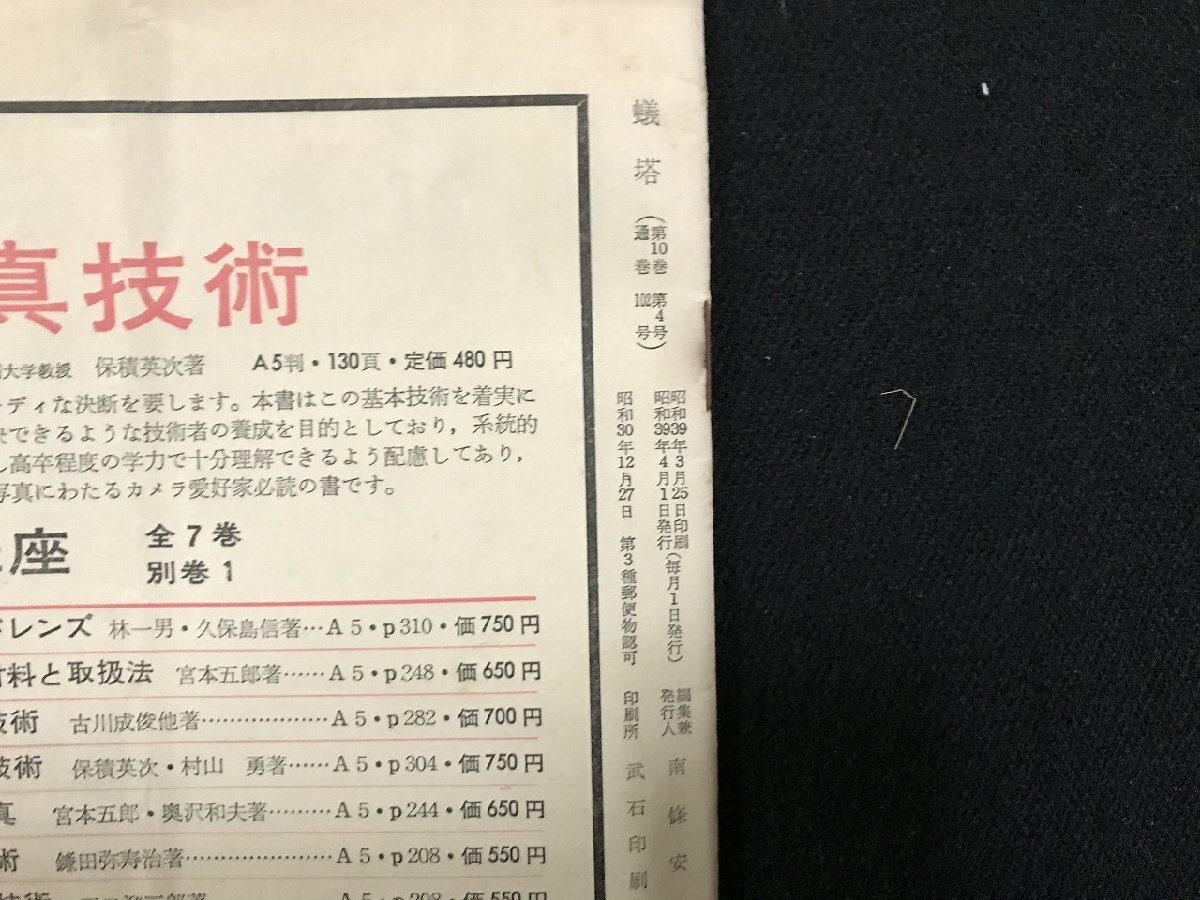 真技術
大学教授 保積英次著 A5判・130頁・定価480円
ーディな決断を要します。本書はこの基本技術を着実に
できるような技術者の養成を目的としており，系統的
し高卒程度の学力で十分理解できるよう配慮してあり，
写真にわたるカメラ愛好家必読の書です。
座 全7巻
別巻1
レンズ 林一男・久保島信著…A5・p310・価750円
材料と取扱法 宮本五郎著……A5・p248・価650円
技術 古川成俊他著………………A5・p282・価700円
技術 保積英次・村山 勇著……A5・p304・価750円
真 宮本五郎・奥沢和夫著………A5・p244・価650円
術 鎌田弥寿治著…………………A5・p208・価550円
A5・p208・価550円
蟻塔 (第10巻 第4号
通巻 102号)
昭和39年3月25日印刷
昭和39年4月1日発行(毎月1日発行)
昭和30年12月27日 第3種郵便物認可
編集兼
発行人 南條安
印刷所 武石印刷